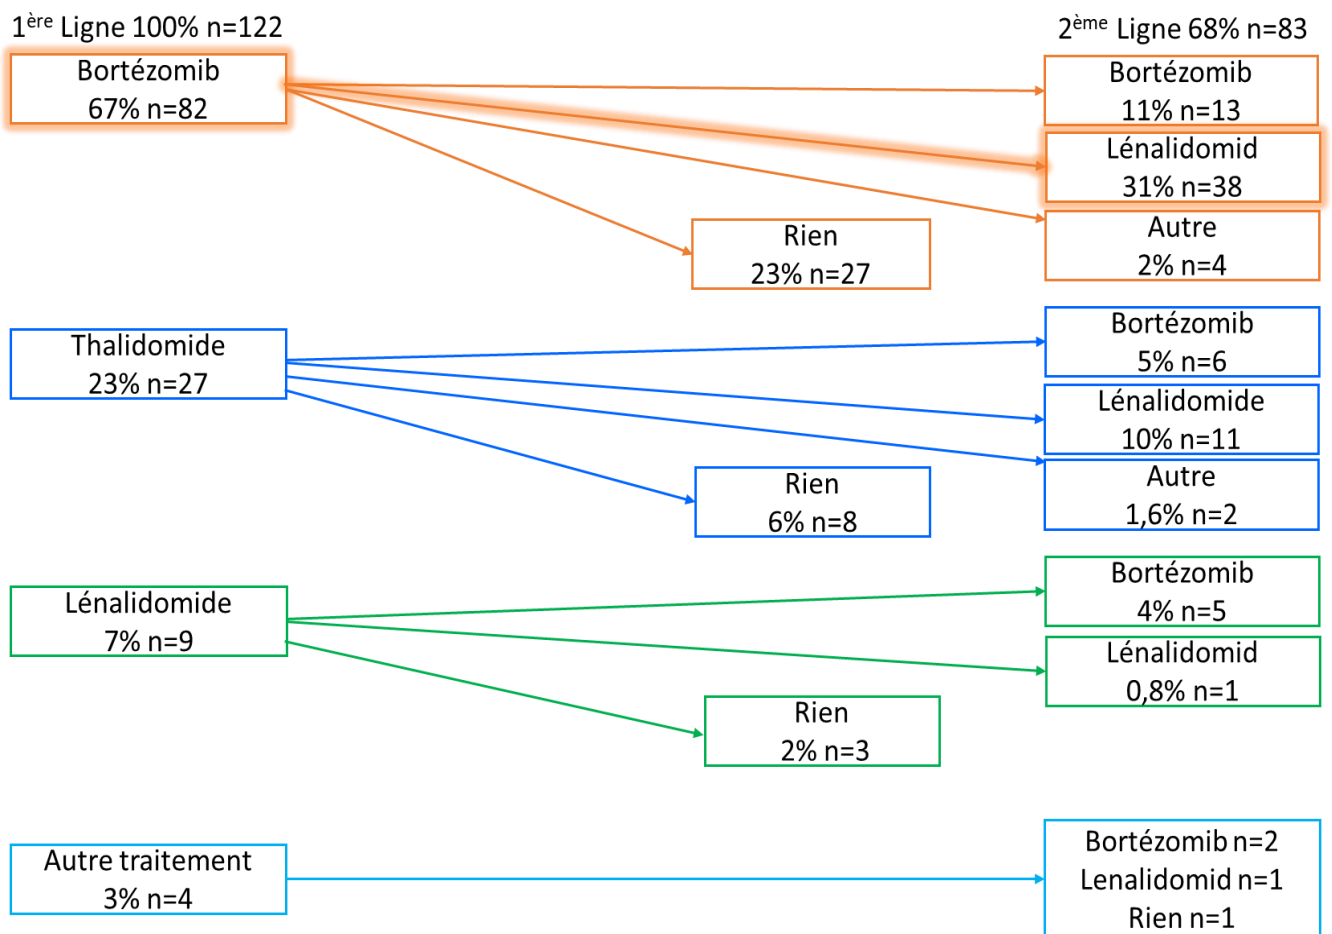 1ère Ligne 100% n=122
2ème Ligne 68% n=83
Bortézomib
67% n=82
Bortézomib
11% n=13
Lénalidomid
31% n=38
Autre
2% n=4
Rien
23% n=27
Thalidomide
23% n=27
Bortézomib
5% n=6
Lénalidomide
10% n=11
Autre
1,6% n=2
Rien
6% n=8
Lénalidomide
7% n=9
Bortézomib
4% n=5
Lénalidomid
0,8% n=1
Rien
2% n=3
Autre traitement
3% n=4
Bortézomib n=2
Lenalidomid n=1
Rien n=1